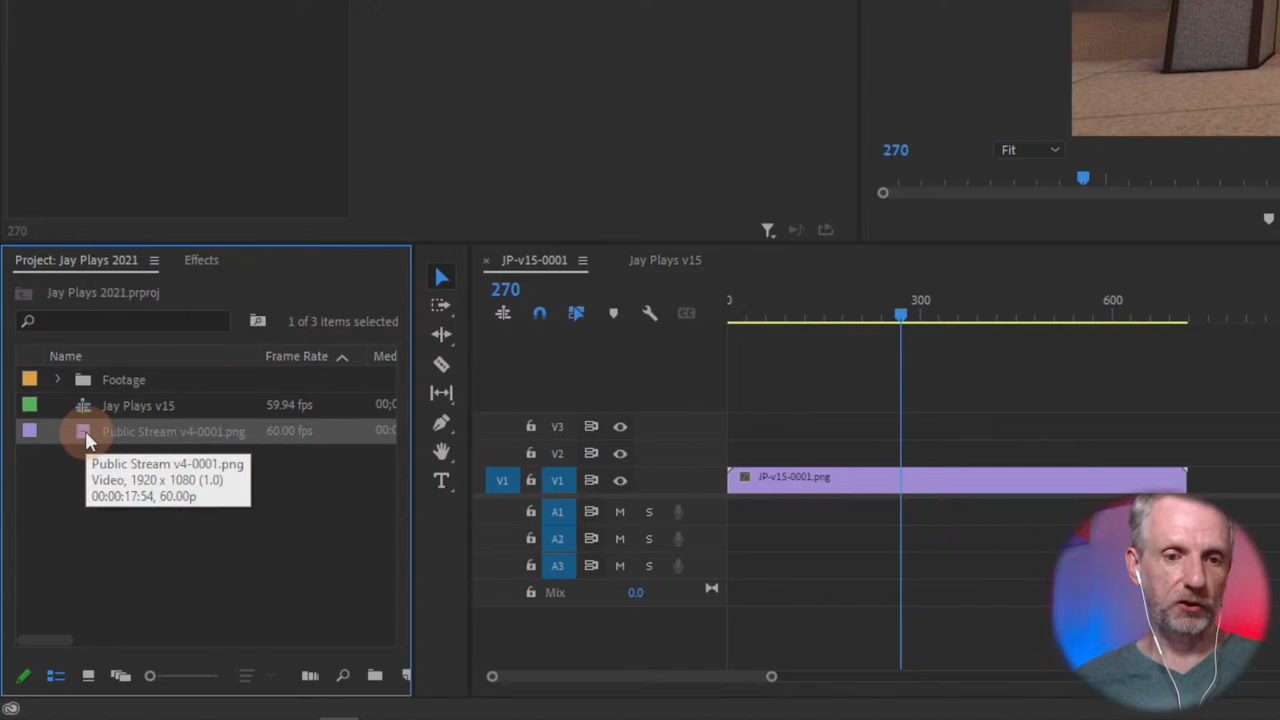 270
Fit
270
Project: Jay Plays 2021
Effects
Jay Plays 2021.prproj
1 of 3 items selected
Name
Frame Rate
Med
Footage
Jay Plays v15
59.94 fps
00;0
Public Stream v4-0001.png
60.00 fps
00:0
Public Stream v4-0001.png
Video, 1920 x 1080 (1.0)
00:00:17:54, 60.00p
JP-v15-0001
Jay Plays v15
270
0
300
600
V3
V2
V1
V1
JP-v15-0001.png
A1
M
S
A2
M
S
A3
M
S
Mix
0.0